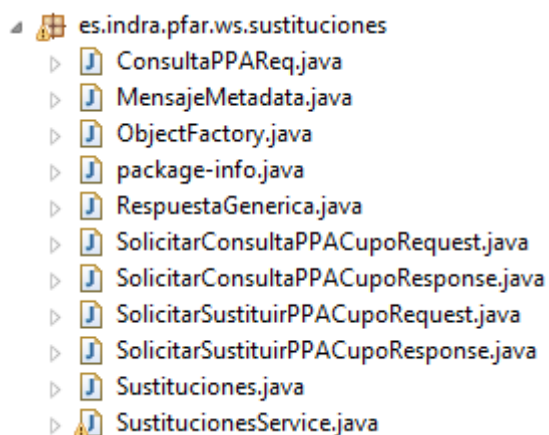 es.indra.pfar.ws.sustituciones
ConsultaPPAReq.java
MensajeMetadata.java
ObjectFactory.java
package-info.java
RespuestaGenerica.java
SolicitarConsultaPPACupoRequest.java
SolicitarConsultaPPACupoResponse.java
SolicitarSustituirPPACupoRequest.java
SolicitarSustituirPPACupoResponse.java
Sustituciones.java
SustitucionesService.java